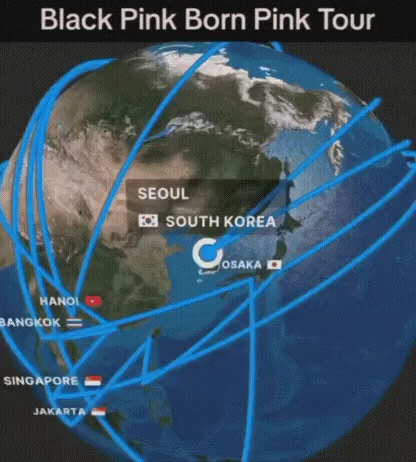 Black Pink Born Pink Tour
SEOUL
SOUTH KOREA
OSAKA
HANOI
BANGKOK
SINGAPORE
JAKARTA